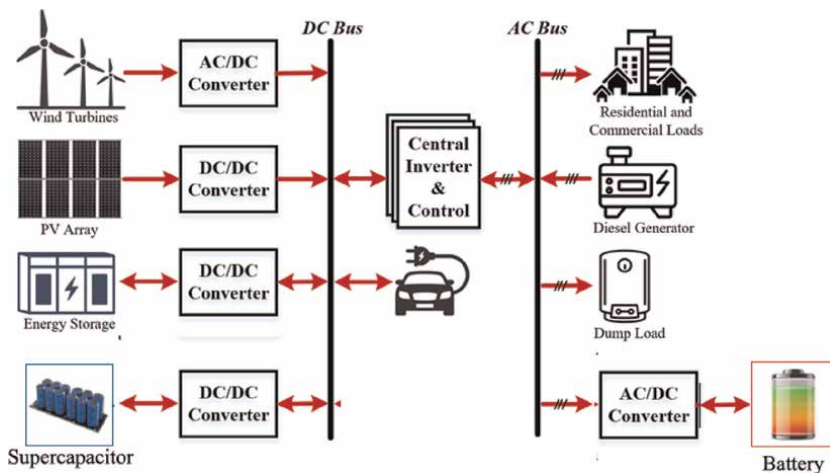 DC Bus
AC Bus
AC/DC
Converter
Wind Turbines
Residential and
Commercial Loads
DC/DC
Converter
PV Array
Central
Inverter
&
Control
Diesel Generator
DC/DC
Converter
Energy Storage
Dump Load
DC/DC
Converter
Supercapacitor
AC/DC
Converter
Battery